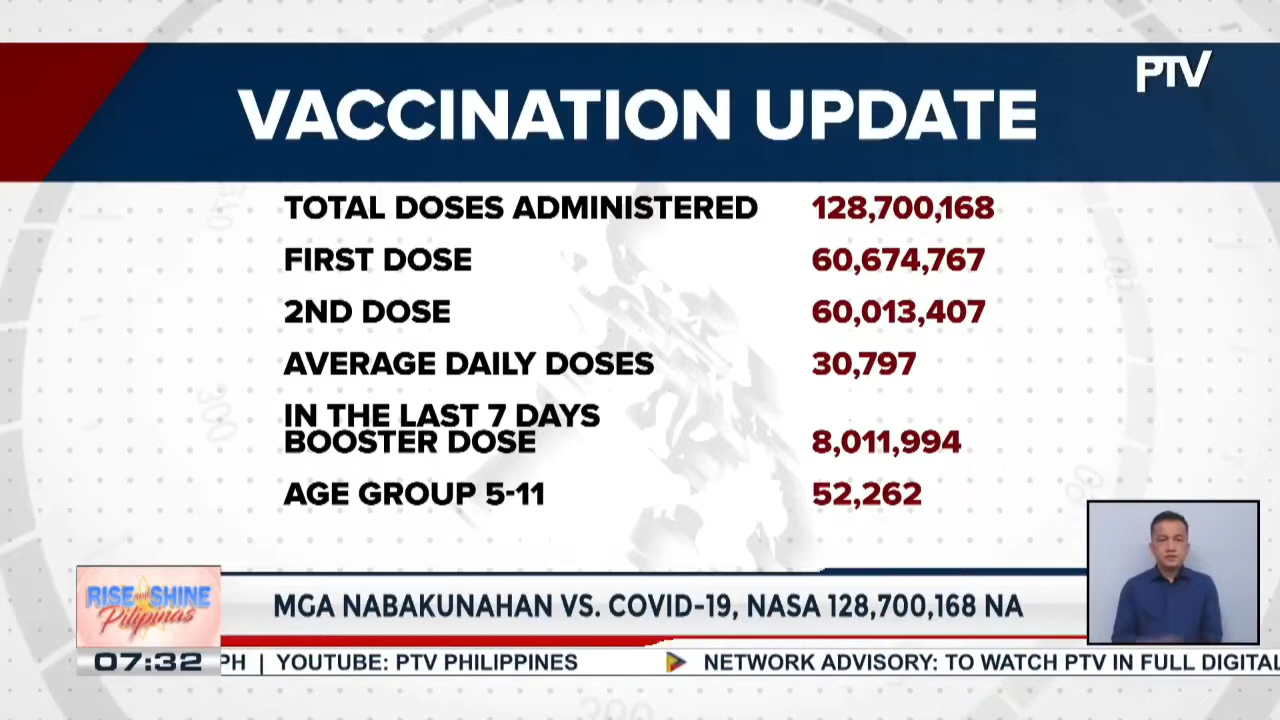 PTV
VACCINATION UPDATE
TOTAL DOSES ADMINISTERED 128,700,168
FIRST DOSE 60,674,767
2ND DOSE 60,013,407
AVERAGE DAILY DOSES 30,797
IN THE LAST 7 DAYS
BOOSTER DOSE 8,011,994
AGE GROUP 5-11 52,262
RISE AND SHINE
Pilipinas
MGA NABAKUNAHAN VS. COVID-19, NASA 128,700,168 NA
07:32 PH | YOUTUBE: PTV PHILIPPINES NETWORK ADVISORY: TO WATCH PTV IN FULL DIGITAL